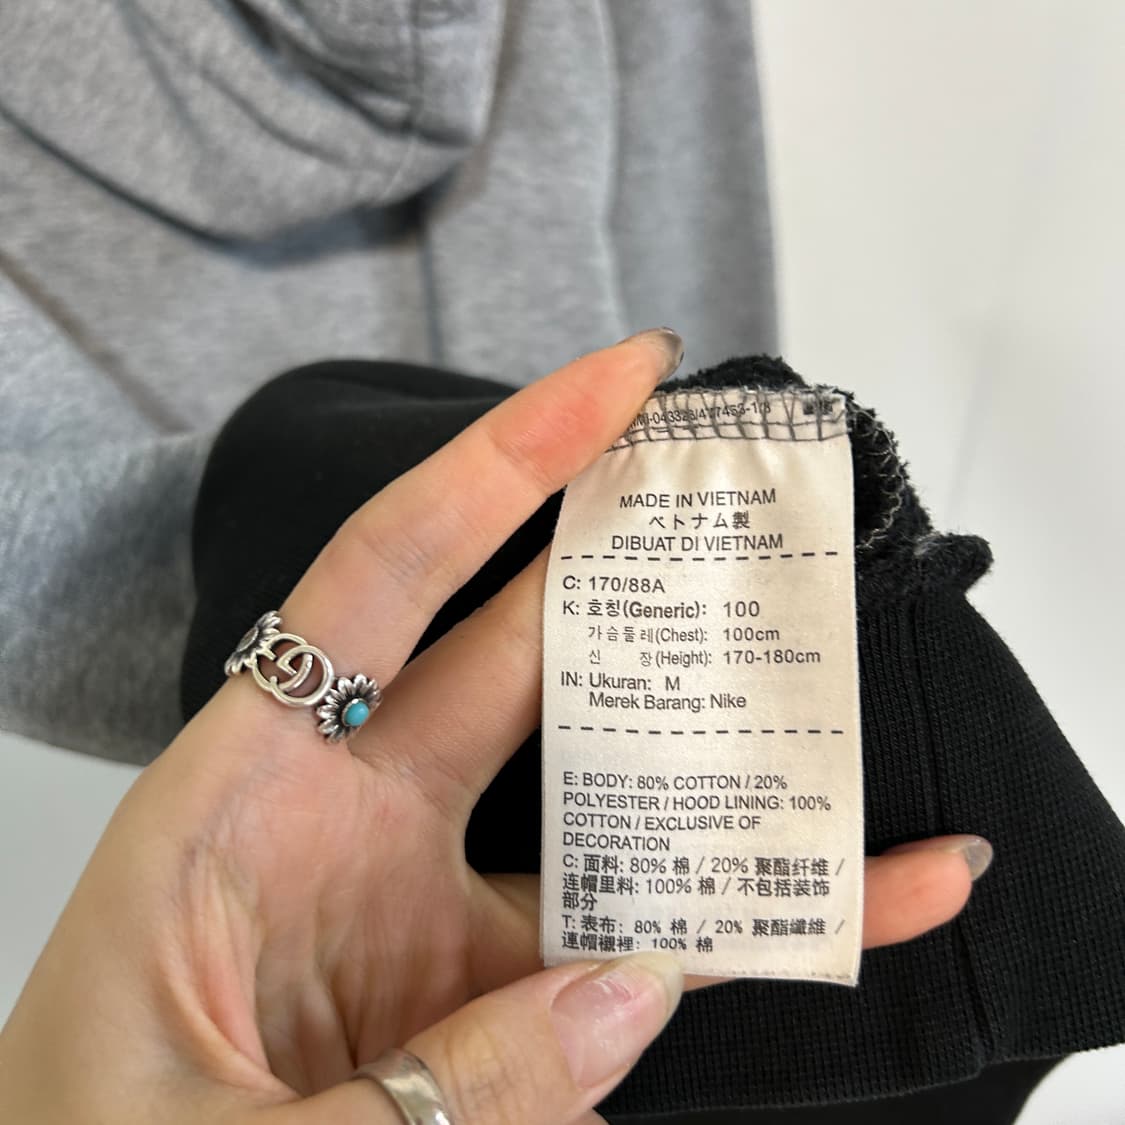 MADE IN VIETNAM
ベトナム製
DIBUAT DI VIETNAM
C: 170/88A
K: 호칭(Generic): 100
가슴둘레(Chest): 100cm
신 장(Height): 170-180cm
IN: Ukuran: M
Merek Barang: Nike
E: BODY: 80% COTTON / 20%
POLYESTER / HOOD LINING: 100%
COTTON / EXCLUSIVE OF
DECORATION
C: 面料: 80% 棉 / 20% 聚酯纤维 /
连帽里料: 100% 棉 / 不包括装饰
部分
T: 表布: 80% 棉 / 20% 聚酯纖維 /
連帽襯裡: 100% 棉